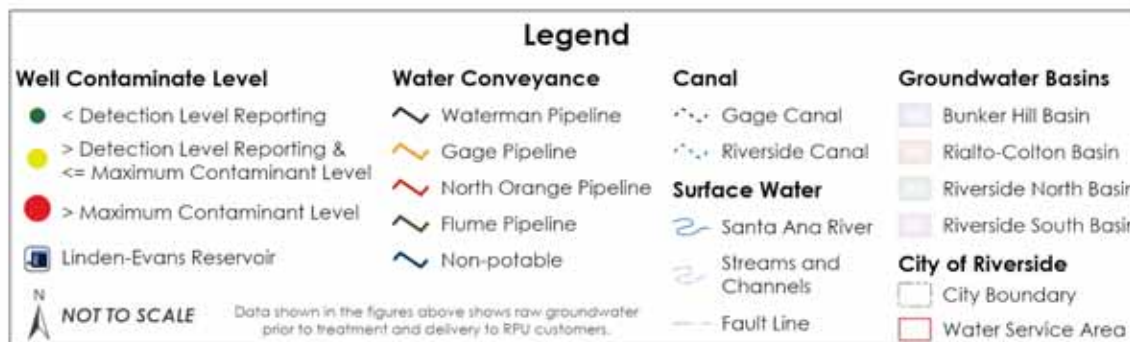 Legend
Well Contaminate Level
< Detection Level Reporting
> Detection Level Reporting &
<= Maximum Contaminant Level
> Maximum Contaminant Level
Linden-Evans Reservoir
N
NOT TO SCALE
Data shown in the figures above shows raw groundwater
prior to treatment and delivery to RPU customers.
Water Conveyance
Waterman Pipeline
Gage Pipeline
North Orange Pipeline
Flume Pipeline
Non-potable
Canal
Gage Canal
Riverside Canal
Surface Water
Santa Ana River
Streams and
Channels
Fault Line
Groundwater Basins
Bunker Hill Basin
Rialto-Colton Basin
Riverside North Basin
Riverside South Basin
City of Riverside
City Boundary
Water Service Area